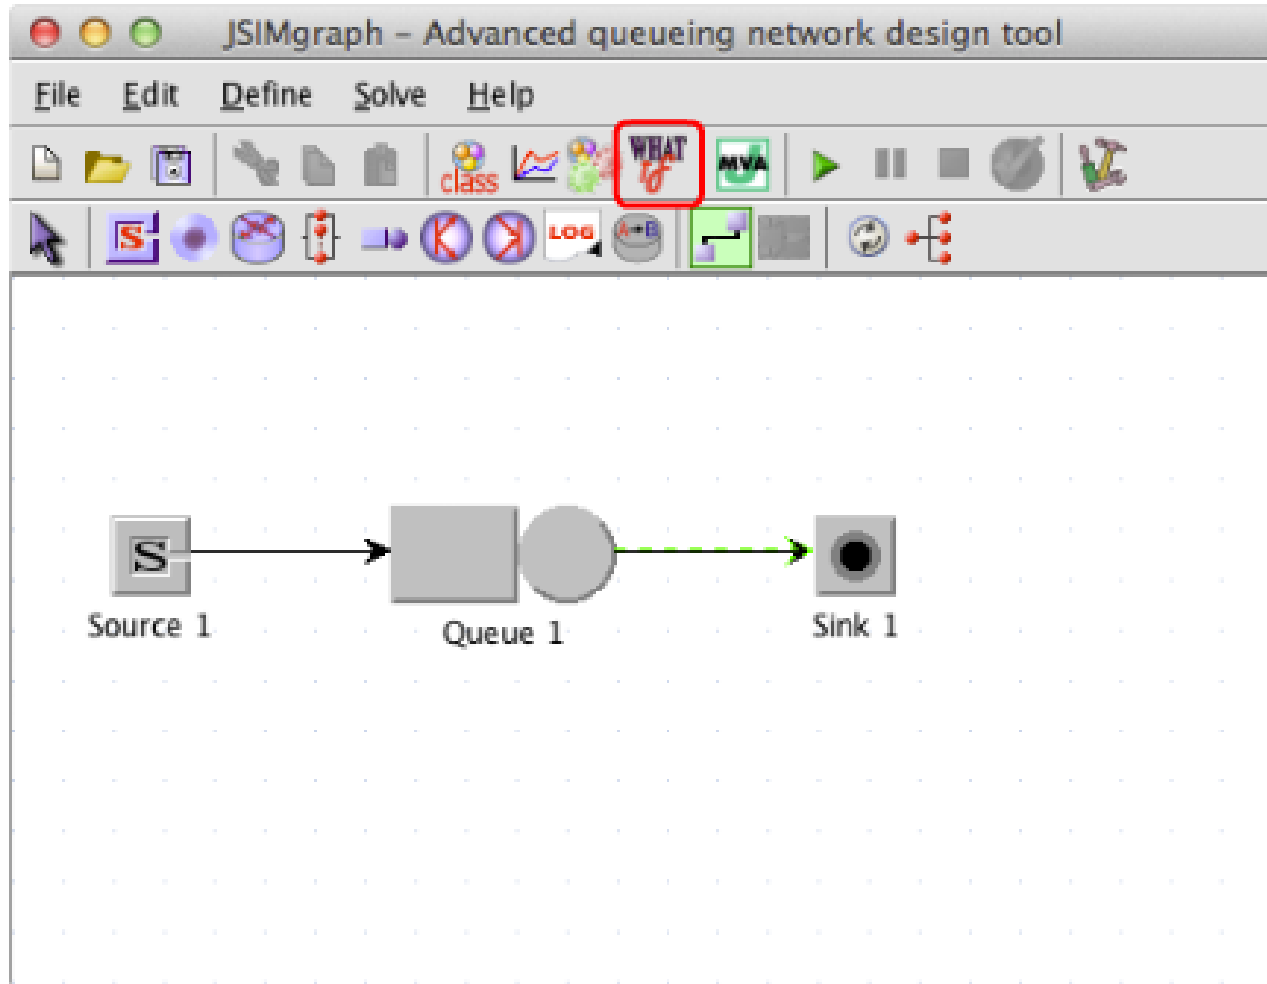 JSIMgraph – Advanced queueing network design tool
File Edit Define Solve Help
class WHAT if MVA
S LOG A→B
S
Source 1 Queue 1 Sink 1